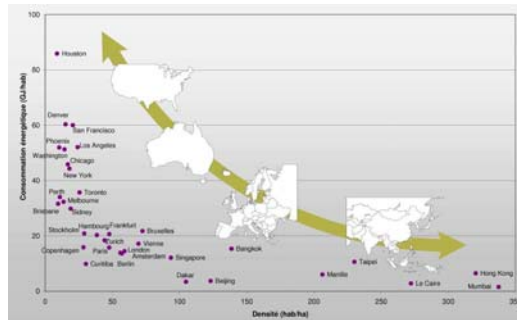 Consommation énergétique (GJ/hab)
100
80
60
40
20
0
Houston
Denver
San Francisco
Phoenix
Los Angeles
Washington
Chicago
New York
Perth
Toronto
Melbourne
Brisbane
Sidney
Stockholm
Hambourg
Frankfurt
Bruxelles
Zurich
Vienne
Copenhagen
Paris
London
Amsterdam
Singapore
Bangkok
Curitiba
Berlin
Taipei
Dakar
Beijing
Manille
Le Caire
Hong Kong
Mumbai
0
50
100
150
200
250
300
Densité (hab/ha)